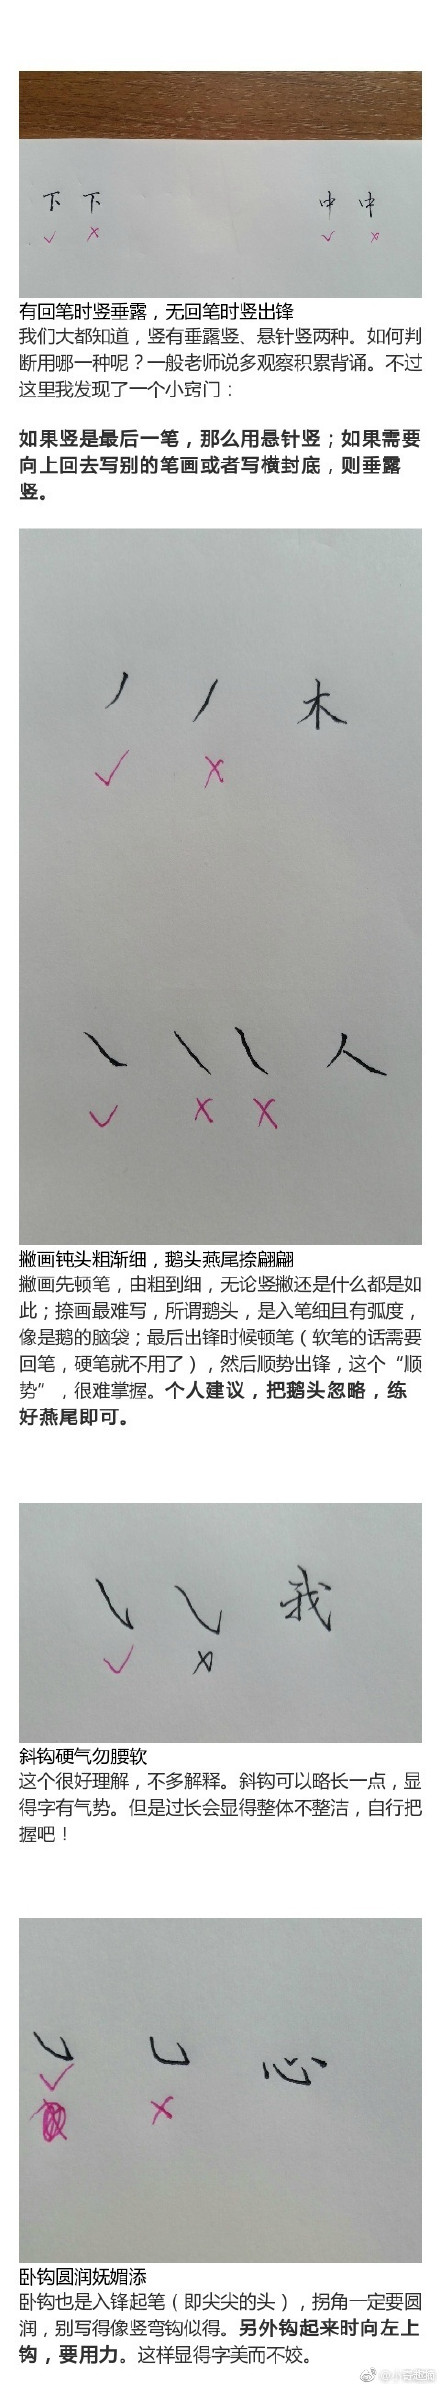 下 下 中 中
有回笔时竖垂露，无回笔时竖出锋
我们大都知道，竖有垂露竖、悬针竖两种。如何判
断用哪一种呢？一般老师说多观察积累背诵。不过
这里我发现了一个小窍门：
如果竖是最后一笔，那么用悬针竖；如果需要
向上回去写别的笔画或者写横封底，则垂露
竖。
木
人
撇画钝头粗渐细，鹅头燕尾捺翩翩
撇画先顿笔，由粗到细，无论竖撇还是什么都是如
此；捺画最难写，所谓鹅头，是入笔细且有弧度，
像是鹅的脑袋；最后出锋时候顿笔（软笔的话需要
回笔，硬笔就不用了），然后顺势出锋，这个“顺
势”，很难掌握。个人建议，把鹅头忽略，练
好燕尾即可。
我
斜钩硬气勿腰软
这个很好理解，不多解释。斜钩可以略长一点，显
得字有气势。但是过长会显得整体不整洁，自行把
握吧！
心
卧钩圆润妩媚添
卧钩也是入锋起笔（即尖尖的头），拐角一定要圆
润，别写得像竖弯钩似得。另外钩起来时向左上
钩，要用力。这样显得字美而不姣。